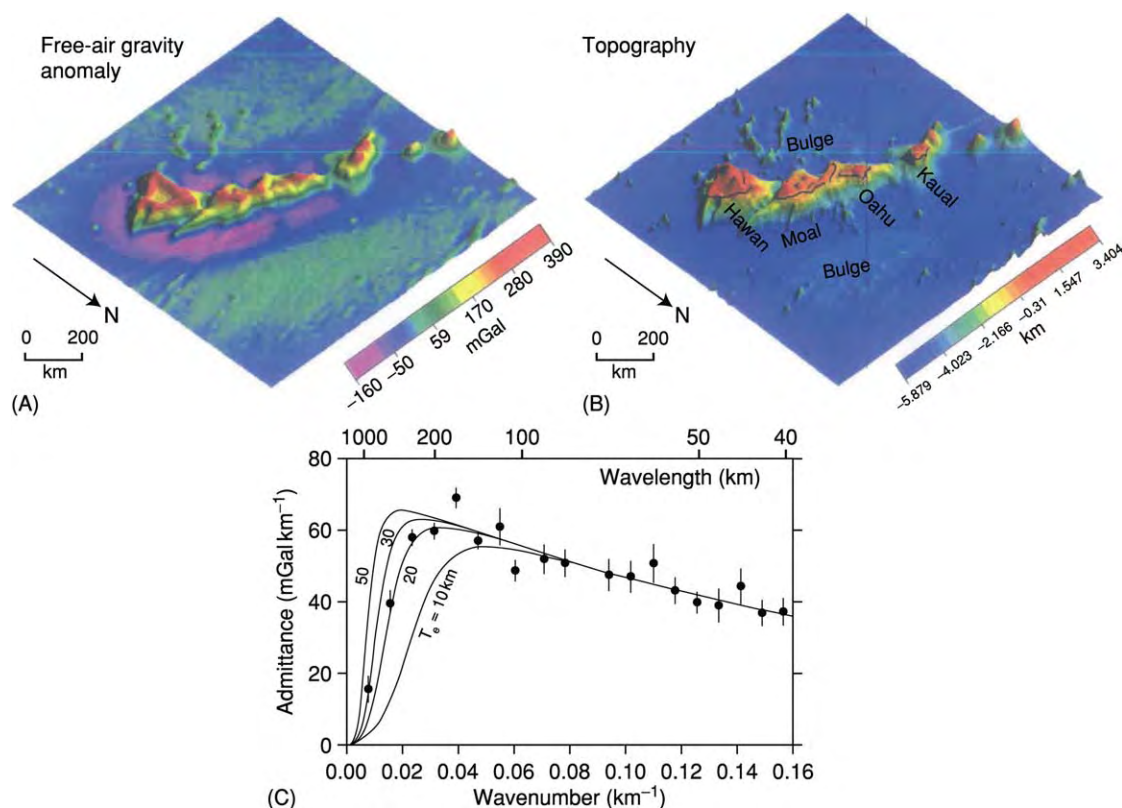 Free-air gravity
anomaly
N
0 200
km
390
280
170
59
−50
−160
mGal
(A)
Topography
Bulge
Kaual
Oahu
Hawan
Moal
Bulge
N
0 200
km
3.404
1.547
−0.31
−2.166
−4.023
−5.879
km
(B)
1000 200 100 50 40
Wavelength (km)
80
60
40
20
0
Admittance (mGal km⁻¹)
50
30
20
Tₑ = 10 km
0.00 0.02 0.04 0.06 0.08 0.10 0.12 0.14 0.16
Wavenumber (km⁻¹)
(C)